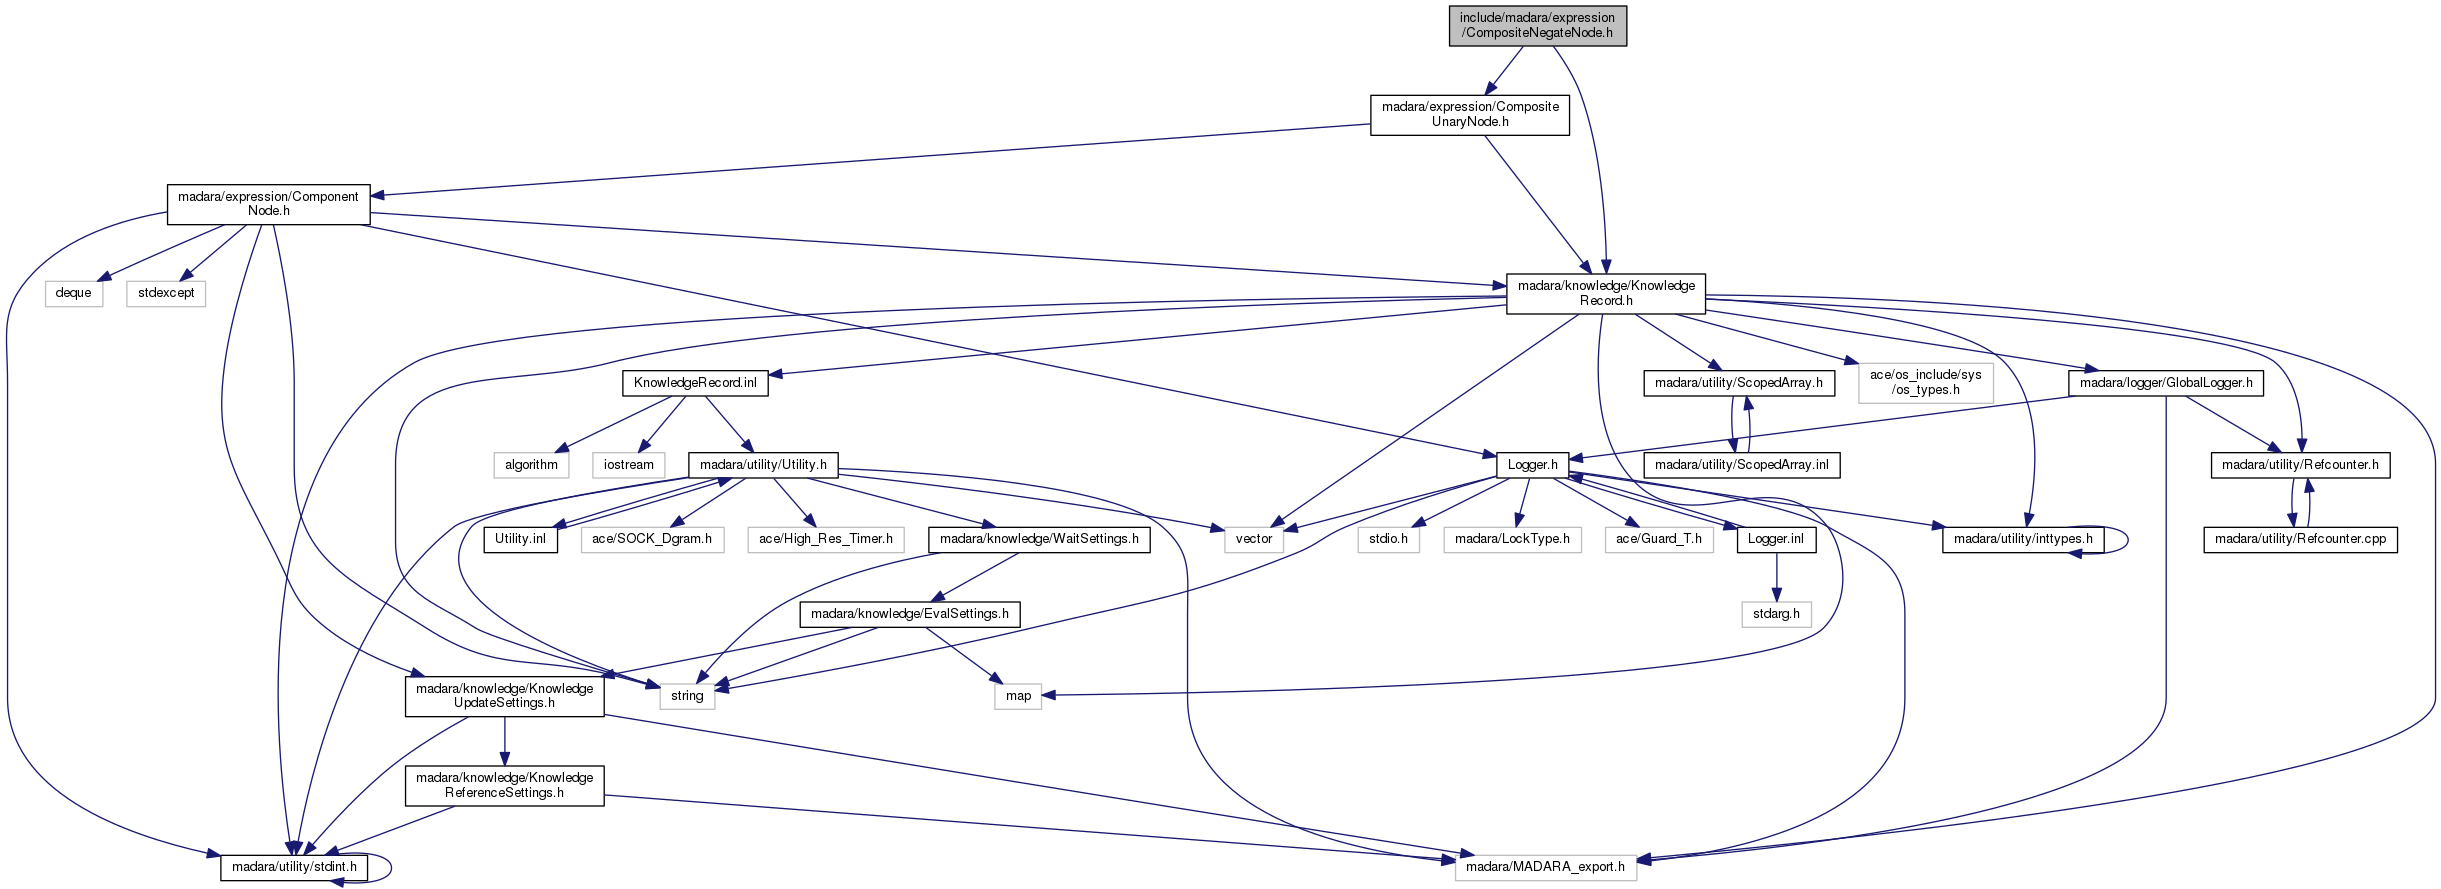 include/madara/expression
/CompositeNegateNode.h
madara/expression/Composite
UnaryNode.h
madara/expression/Component
Node.h
deque
stdexcept
madara/knowledge/Knowledge
Record.h
KnowledgeRecord.inl
madara/utility/ScopedArray.h
ace/os_include/sys
/os_types.h
madara/logger/GlobalLogger.h
algorithm
iostream
madara/utility/Utility.h
Logger.h
madara/utility/ScopedArray.inl
madara/utility/Refcounter.h
Utility.inl
ace/SOCK_Dgram.h
ace/High_Res_Timer.h
madara/knowledge/WaitSettings.h
vector
stdio.h
madara/LockType.h
ace/Guard_T.h
Logger.inl
madara/utility/inttypes.h
madara/utility/Refcounter.cpp
madara/knowledge/EvalSettings.h
stdarg.h
madara/knowledge/Knowledge
UpdateSettings.h
string
map
madara/knowledge/Knowledge
ReferenceSettings.h
madara/utility/stdint.h
madara/MADARA_export.h